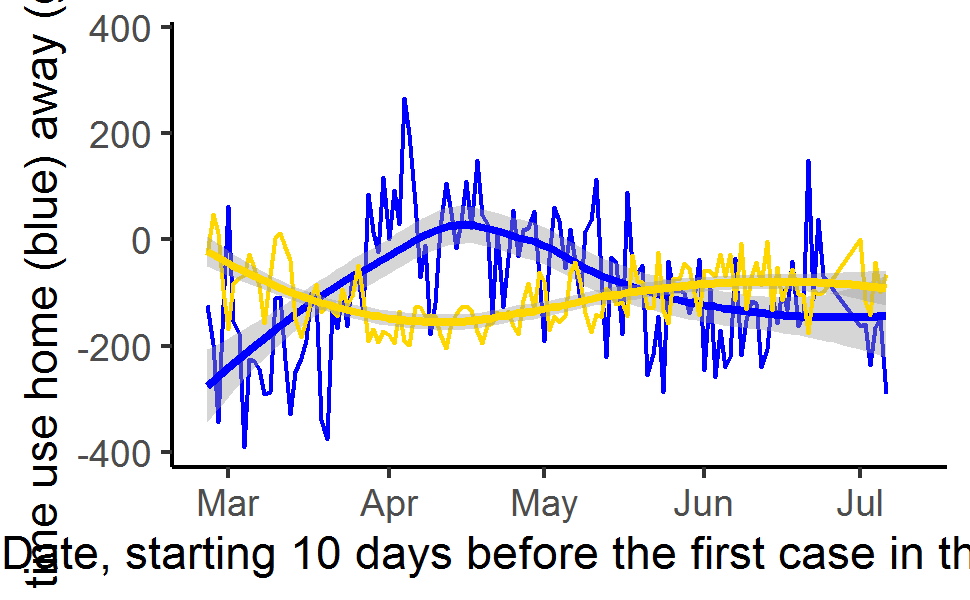 time use home (blue) away (
400
200
0
-200
-400
Mar Apr May Jun Jul
Date, starting 10 days before the first case in th